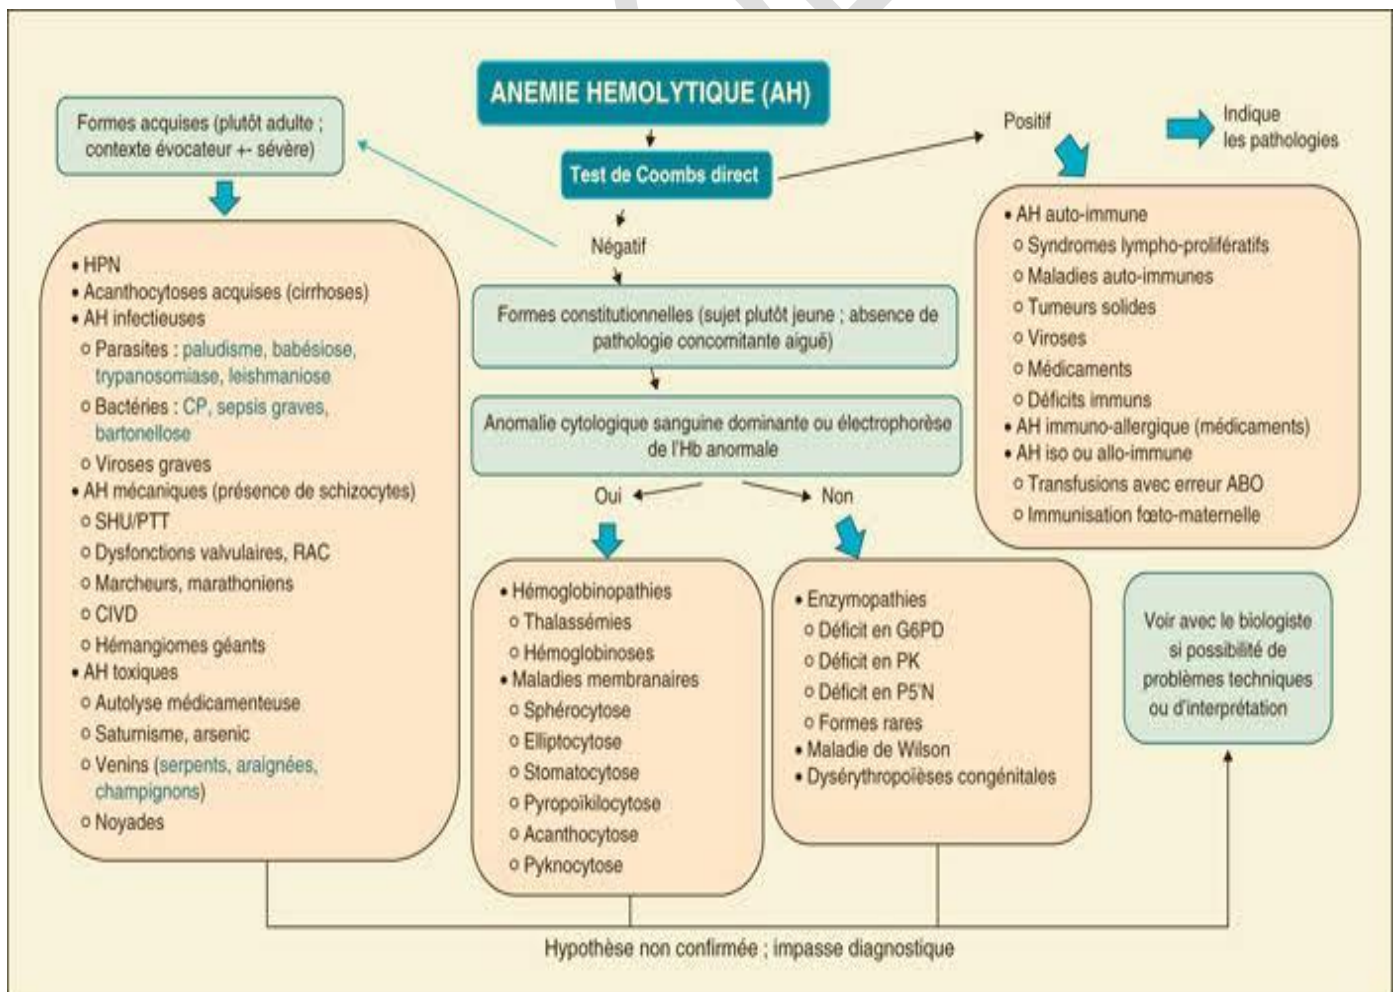 ANEMIE HEMOLYTIQUE (AH)
Test de Coombs direct
Positif
Indique
les pathologies
Négatif
Formes acquises (plutôt adulte ;
contexte évocateur +- sévère)
• HPN
• Acanthocytoses acquises (cirrhoses)
• AH infectieuses
o Parasites : paludisme, babésiose,
trypanosomiase, leishmaniose
o Bactéries : CP, sepsis graves,
bartonellose
o Viroses graves
• AH mécaniques (présence de schizocytes)
o SHU/PTT
o Dysfonctions valvulaires, RAC
o Marcheurs, marathoniens
o CIVD
o Hémangiomes géants
• AH toxiques
o Autolyse médicamenteuse
o Saturnisme, arsenic
o Venins (serpents, araignées,
champignons)
o Noyades
Formes constitutionnelles (sujet plutôt jeune ; absence de
pathologie concomitante aiguë)
Anomalie cytologique sanguine dominante ou électrophorèse
de l'Hb anormale
Oui
Non
• Hémoglobinopathies
o Thalassémies
o Hémoglobinoses
• Maladies membranaires
o Sphérocytose
o Elliptocytose
o Stomatocytose
o Pyropoïkilocytose
o Acanthocytose
o Pyknocytose
• Enzymopathies
o Déficit en G6PD
o Déficit en PK
o Déficit en P5'N
o Formes rares
• Maladie de Wilson
• Dysérythropoïèses congénitales
• AH auto-immune
o Syndromes lympho-prolifératifs
o Maladies auto-immunes
o Tumeurs solides
o Viroses
o Médicaments
o Déficits immuns
• AH immuno-allergique (médicaments)
• AH iso ou allo-immune
o Transfusions avec erreur ABO
o Immunisation fœto-maternelle
Voir avec le biologiste
si possibilité de
problèmes techniques
ou d'interprétation
Hypothèse non confirmée ; impasse diagnostique